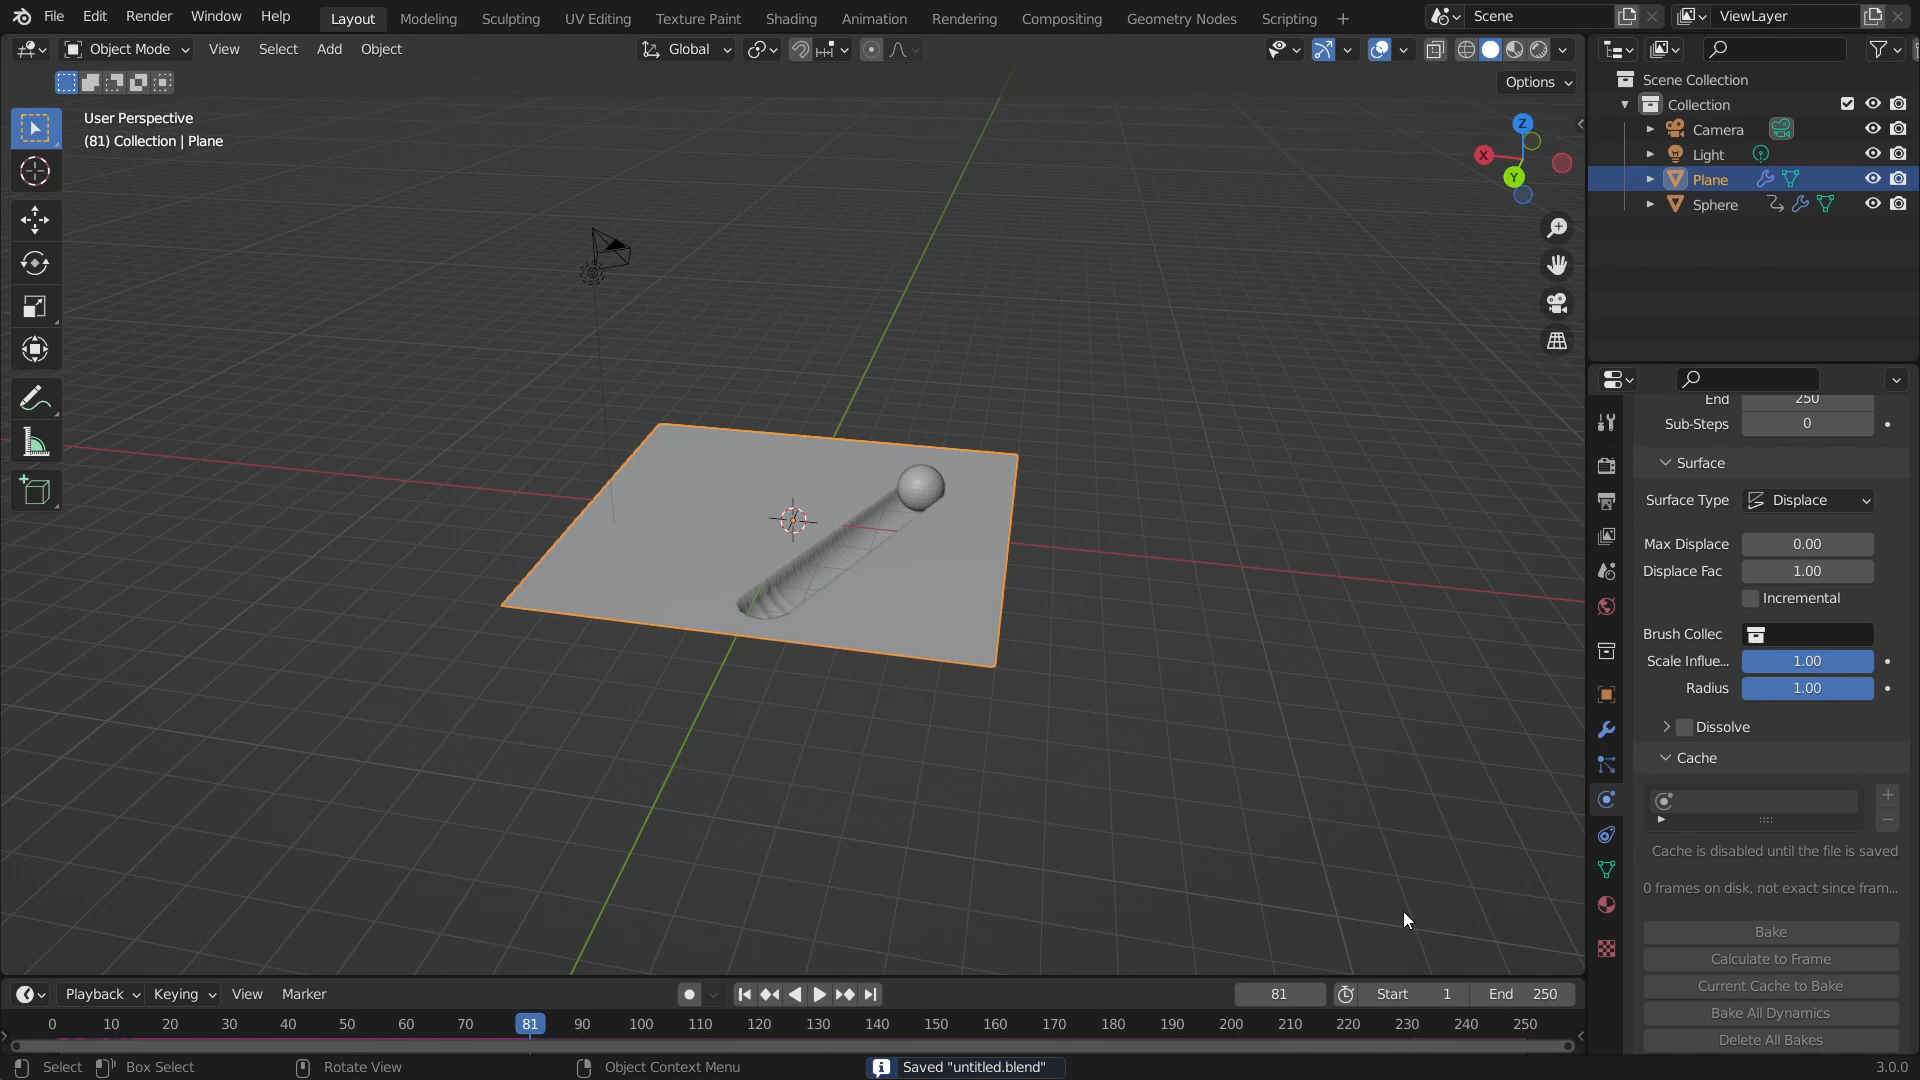 File Edit Render Window Help Layout Modeling Sculpting UV Editing Texture Paint Shading Animation Rendering Compositing Geometry Nodes Scripting + Scene ViewLayer
Object Mode View Select Add Object Global
Options
User Perspective
(81) Collection | Plane
X
Y
Z
Scene Collection
Collection
Camera
Light
Plane
Sphere
End 250
Sub-Steps 0
Surface
Surface Type Displace
Max Displace 0.00
Displace Fac 1.00
Incremental
Brush Collec
Scale Influe... 1.00
Radius 1.00
Dissolve
Cache
Cache is disabled until the file is saved
0 frames on disk, not exact since fram...
Bake
Calculate to Frame
Current Cache to Bake
Bake All Dynamics
Delete All Bakes
Playback Keying View Marker 81 Start 1 End 250
0 10 20 30 40 50 60 70 81 90 100 110 120 130 140 150 160 170 180 190 200 210 220 230 240 250
Select Box Select Rotate View Object Context Menu Saved "untitled.blend" 3.0.0